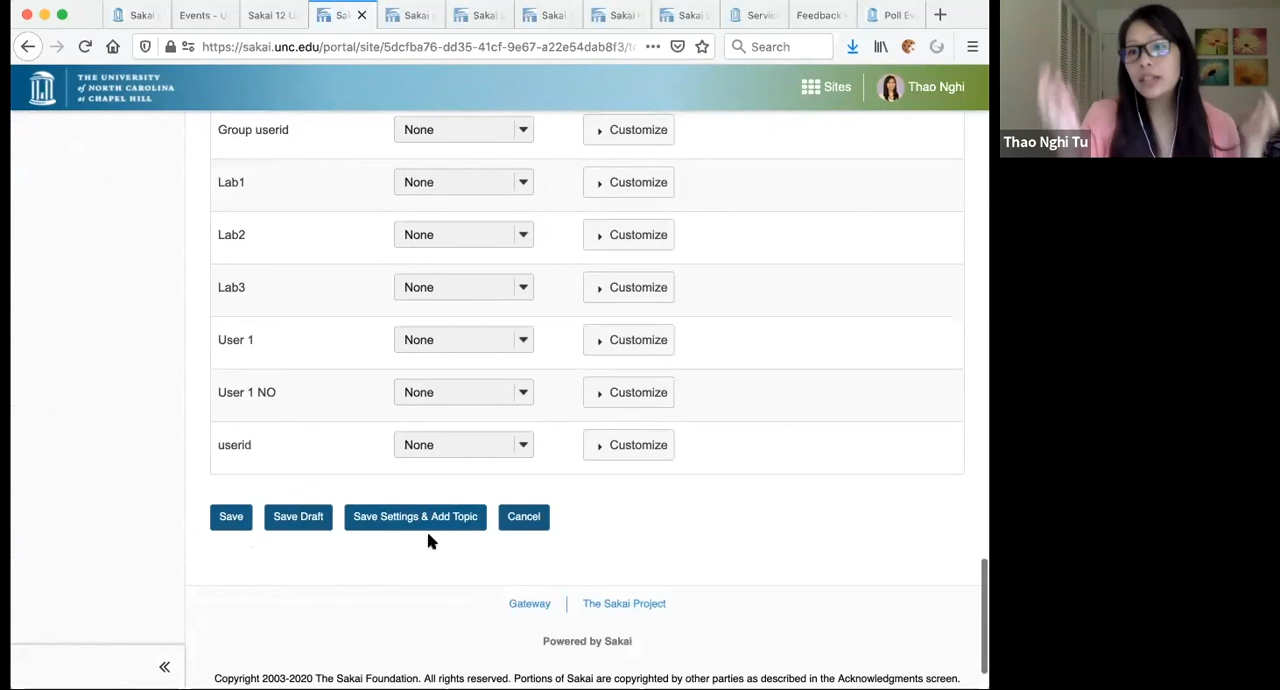 Sakai
Events - U
Sakai 12 U
Sa
Sakai
Sakai
Sakai
Sakai
Sakai
Servic
Feedback
Poll Ev
https://sakai.unc.edu/portal/site/5dcfba76-dd35-41cf-9e67-a22e54dab8f3/t
Search
THE UNIVERSITY
of NORTH CAROLINA
at CHAPEL HILL
Sites
Thao Nghi
Thao Nghi Tu
Group userid None Customize
Lab1 None Customize
Lab2 None Customize
Lab3 None Customize
User 1 None Customize
User 1 NO None Customize
userid None Customize
Save Save Draft Save Settings & Add Topic Cancel
Gateway The Sakai Project
Powered by Sakai
Copyright 2003-2020 The Sakai Foundation. All rights reserved. Portions of Sakai are copyrighted by other parties as described in the Acknowledgments screen.